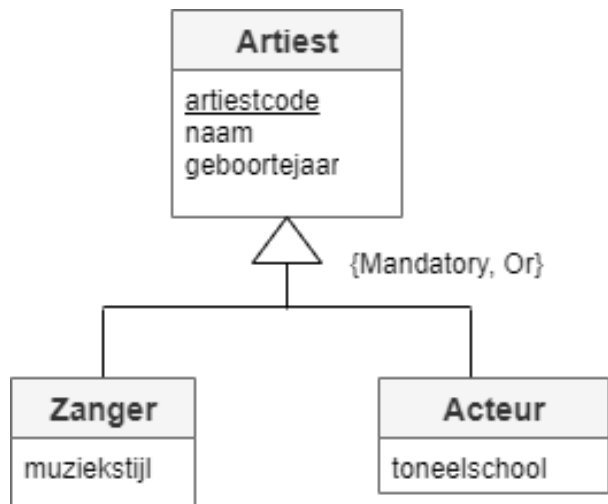 Artiest
artiestcode
naam
geboortejaar
{Mandatory, Or}
Zanger
muziekstijl
Acteur
toneelschool